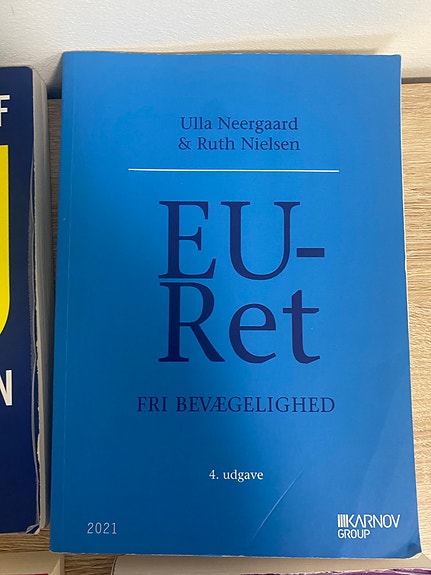 Ulla Neergaard
& Ruth Nielsen
EU-
Ret
FRI BEVÆGELIGHED
4. udgave
2021
KARNOV
GROUP
F
N